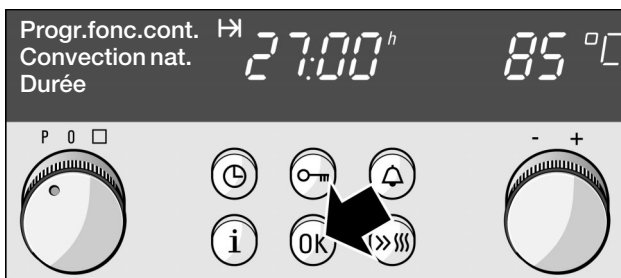 Progr.fonc.cont. 27:00 h 85 °C
Convection nat.
Durée
P 0 - +
i OK